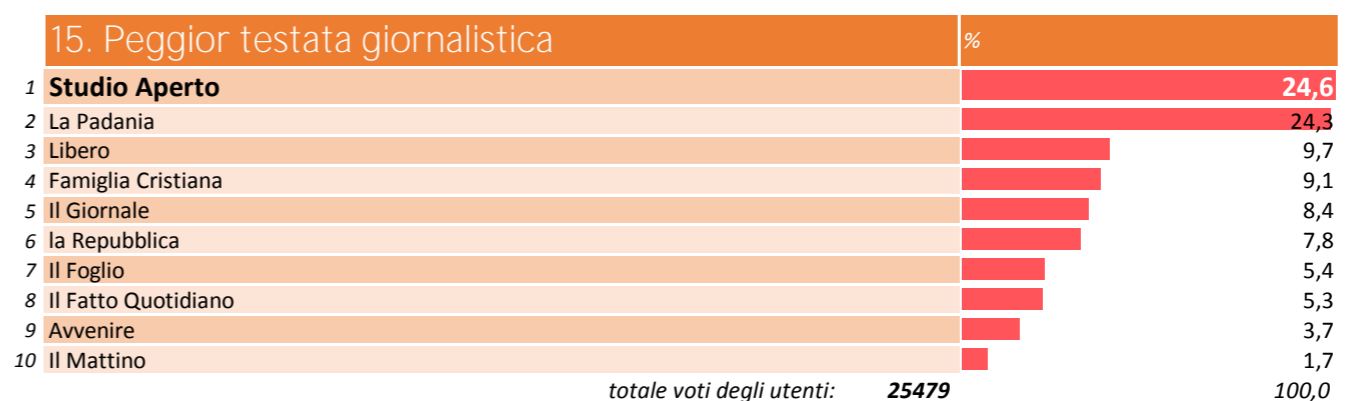 15. Peggior testata giornalistica %
1 Studio Aperto 24,6
2 La Padania 24,3
3 Libero 9,7
4 Famiglia Cristiana 9,1
5 Il Giornale 8,4
6 la Repubblica 7,8
7 Il Foglio 5,4
8 Il Fatto Quotidiano 5,3
9 Avvenire 3,7
10 Il Mattino 1,7
totale voti degli utenti: 25479 100,0